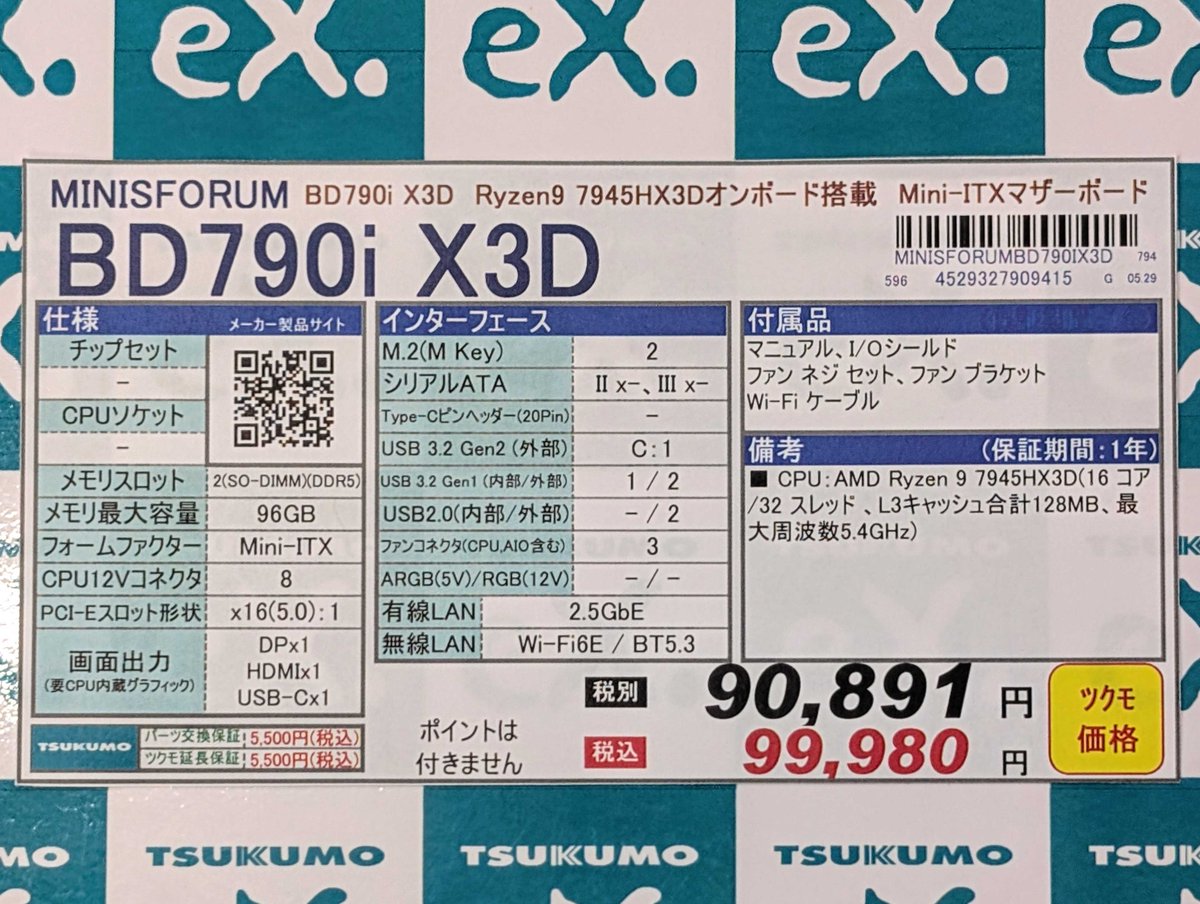 ex. ex. ex.
MINISFORUM BD790i X3D Ryzen9 7945HX3Dオンボード搭載 Mini-ITXマザーボード
BD790i X3D
MINISFORUMBD790IX3D 794
596 4529327909415 G 05.29
仕様 メーカー製品サイト
チップセット
−
CPUソケット
−
メモリスロット 2(SO-DIMM)(DDR5)
メモリ最大容量 96GB
フォームファクター Mini-ITX
CPU12Vコネクタ 8
PCI-Eスロット形状 x16(5.0):1
画面出力
(要CPU内蔵グラフィック)
DPx1
HDMIx1
USB-Cx1
インターフェース
M.2(M Key) 2
シリアルATA II x−、III x−
Type-Cピンヘッダー(20Pin) −
USB 3.2 Gen2 (外部) C:1
USB 3.2 Gen1 (内部/外部) 1 / 2
USB2.0(内部/外部) − / 2
ファンコネクタ(CPU,AIO含む) 3
ARGB(5V)/RGB(12V) − / −
有線LAN 2.5GbE
無線LAN Wi-Fi6E / BT5.3
付属品
マニュアル、I/Oシールド
ファン ネジ セット、ファン ブラケット
Wi-Fi ケーブル
備考 (保証期間:1年)
■ CPU:AMD Ryzen 9 7945HX3D(16 コア
/32 スレッド 、L3キャッシュ合計128MB、最
大周波数5.4GHz)
TSUKUMO
パーツ交換保証 5,500円(税込)
ツクモ延長保証 5,500円(税込)
ポイントは
付きません
税別 90,891 円
税込 99,980 円
ツクモ
価格
MO TSUKUMO TSUKUMO TSUKUMO TSUK